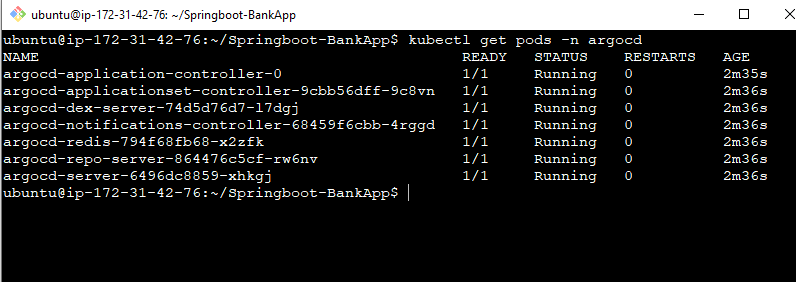 ubuntu@ip-172-31-42-76: ~/Springboot-BankApp
ubuntu@ip-172-31-42-76:~/Springboot-BankApp$ kubectl get pods -n argocd
NAME READY STATUS RESTARTS AGE
argocd-application-controller-0 1/1 Running 0 2m35s
argocd-applicationset-controller-9cbb56dff-9c8vn 1/1 Running 0 2m36s
argocd-dex-server-74d5d76d7-l7dgj 1/1 Running 0 2m36s
argocd-notifications-controller-68459f6cbb-4rggd 1/1 Running 0 2m36s
argocd-redis-794f68fb68-x2zfk 1/1 Running 0 2m36s
argocd-repo-server-864476c5cf-rw6nv 1/1 Running 0 2m36s
argocd-server-6496dc8859-xhkgj 1/1 Running 0 2m36s
ubuntu@ip-172-31-42-76:~/Springboot-BankApp$